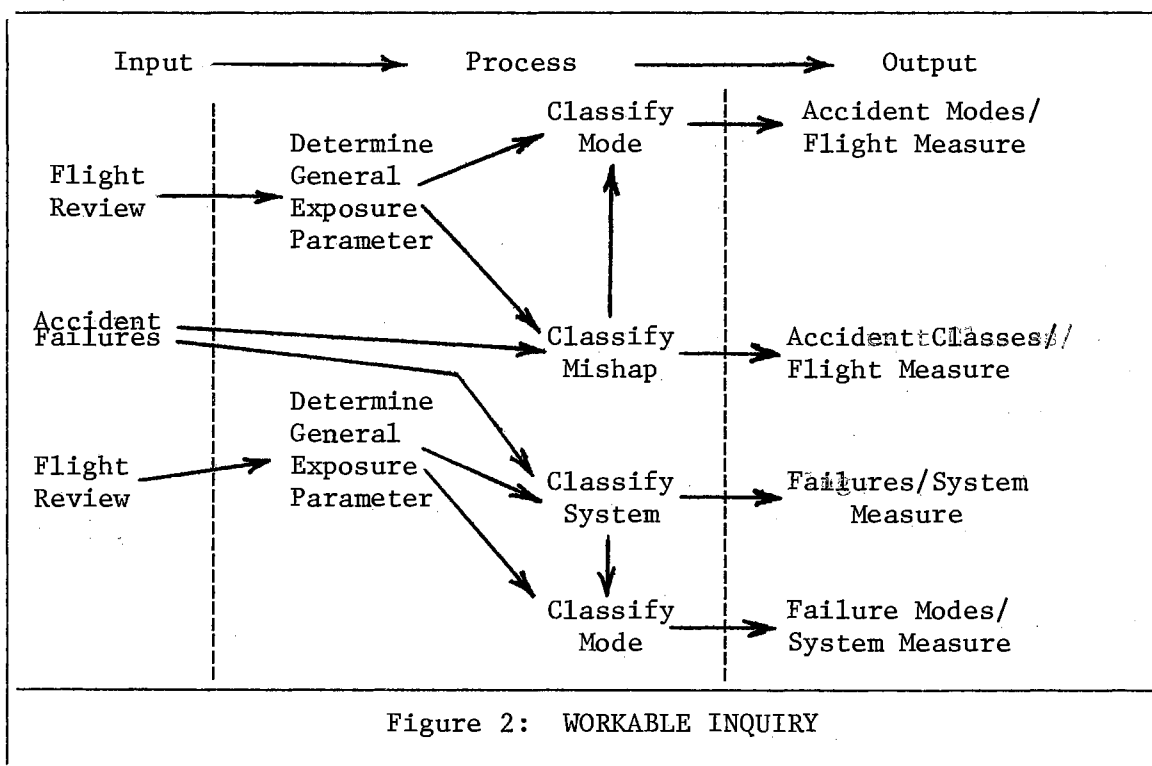 Input Process Output
Classify
Mode
Accident Modes/
Flight Measure
Determine
General
Exposure
Parameter
Flight
Review
Accident
Failures
Classify
Mishap
Accident Classes/
Flight Measure
Determine
General
Exposure
Parameter
Flight
Review
Classify
System
Failures/System
Measure
Classify
Mode
Failure Modes/
System Measure
Figure 2: WORKABLE INQUIRY